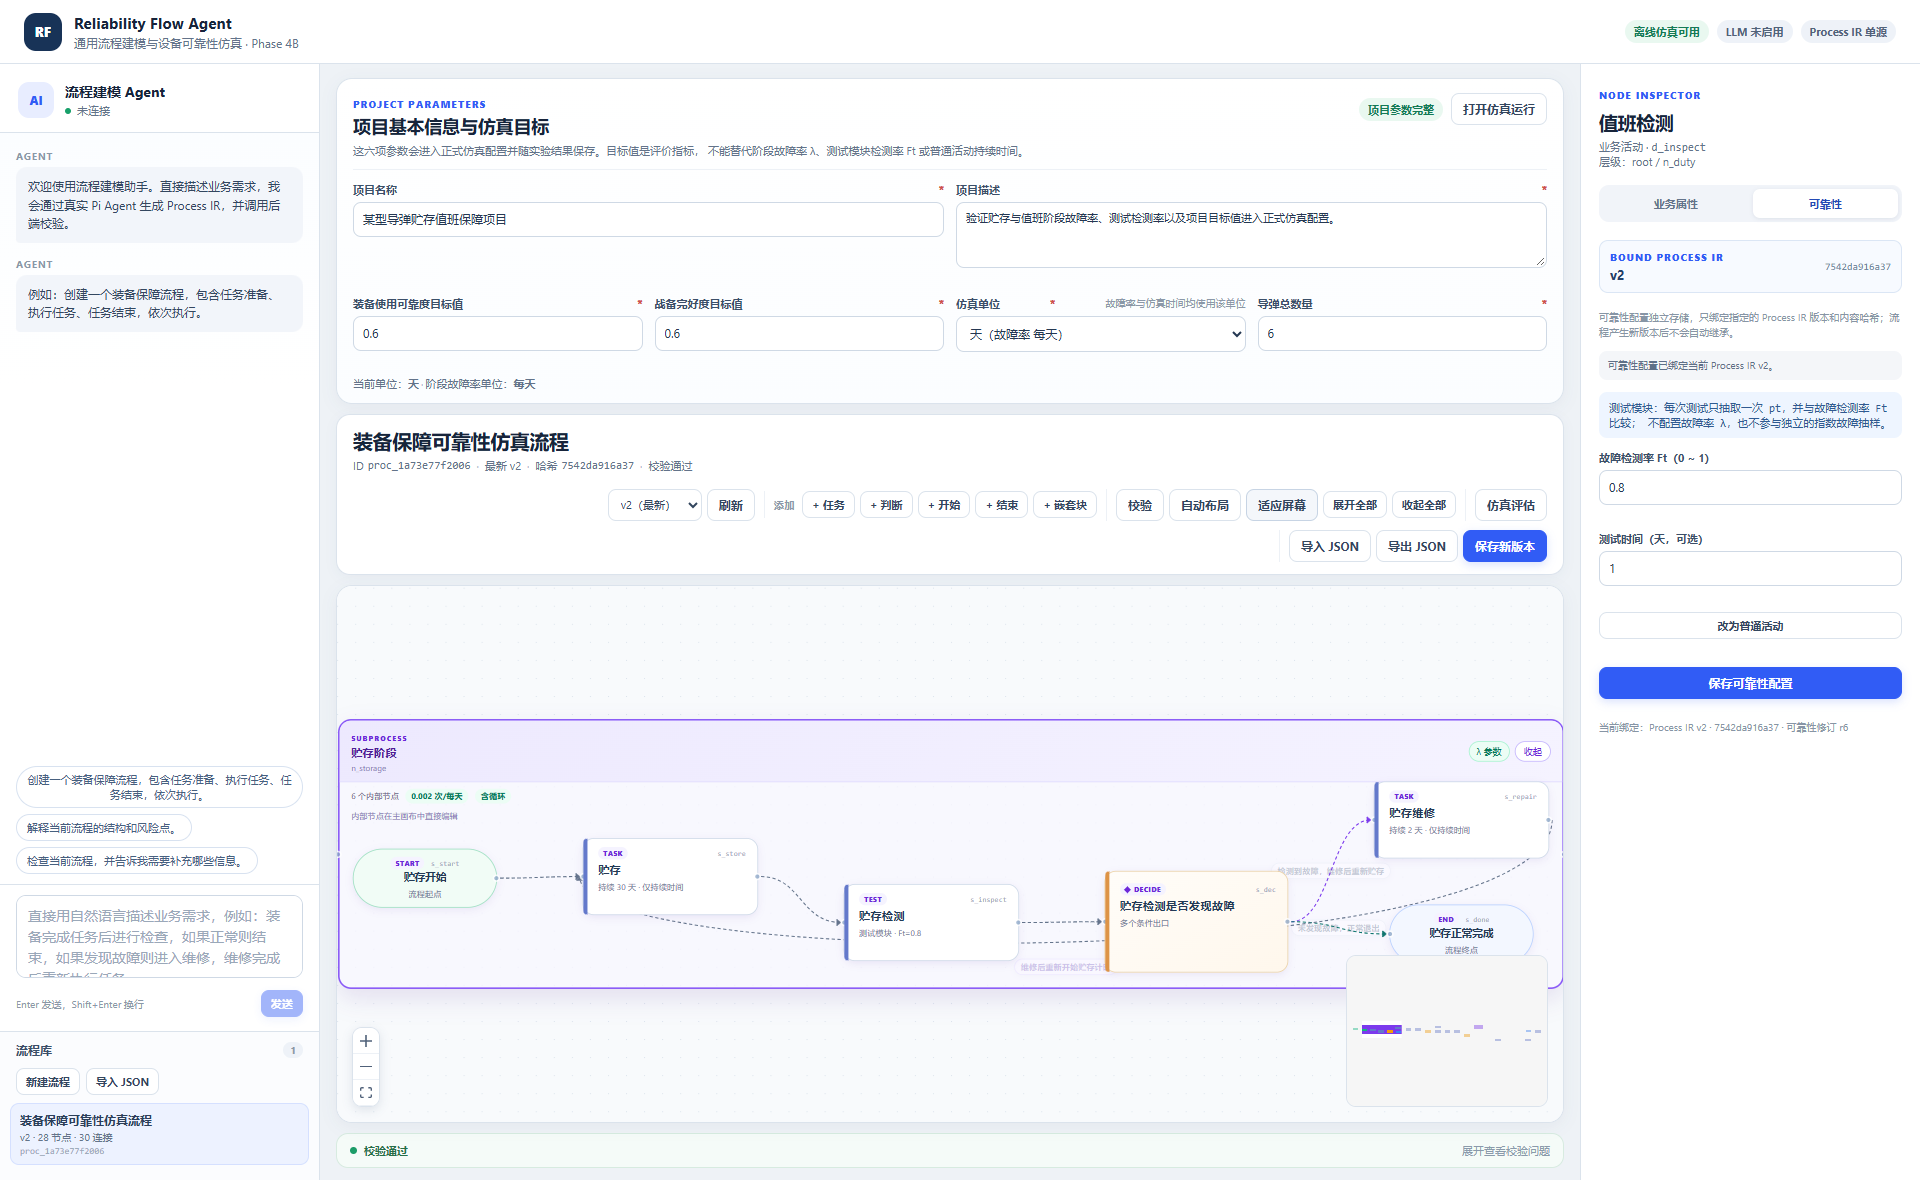 RF
Reliability Flow Agent
通用流程建模与设备可靠性仿真 · Phase 4B
离线仿真可用
LLM 未启用
Process IR 单源
AI
流程建模 Agent
未连接
AGENT
欢迎使用流程建模助手。直接描述业务需求，我
会通过真实 Pi Agent 生成 Process IR，并调用后
端校验。
AGENT
例如：创建一个装备保障流程，包含任务准备、
执行任务、任务结束，依次执行。
创建一个装备保障流程，包含任务准备、执行任务、任
务结束，依次执行。
解释当前流程的结构和风险点。
检查当前流程，并告诉我需要补充哪些信息。
直接用自然语言描述业务需求，例如：装
备完成任务后进行检查，如果正常则结
束，如果发现故障则进入维修，维修完成
后重新执行任务
Enter 发送，Shift+Enter 换行
发送
流程库
1
新建流程
导入 JSON
装备保障可靠性仿真流程
v2 · 28 节点 · 30 连接
proc_1a73e77f2006
PROJECT PARAMETERS
项目基本信息与仿真目标
这六项参数会进入正式仿真配置并随实验结果保存。目标值是评价指标， 不能替代阶段故障率 λ、测试模块检测率 Ft 或普通活动持续时间。
项目参数完整
打开仿真运行
项目名称 *
某型导弹贮存值班保障项目
项目描述 *
验证贮存与值班阶段故障率、测试检测率以及项目目标值进入正式仿真配置。
装备使用可靠度目标值 *
0.6
战备完好度目标值 *
0.6
仿真单位 * 故障率与仿真时间均使用该单位
天（故障率 每天）
导弹总数量 *
6
当前单位：天 · 阶段故障率单位：每天
装备保障可靠性仿真流程
ID proc_1a73e77f2006 · 最新 v2 · 哈希 7542da916a37 · 校验通过
v2（最新）
刷新
添加
+ 任务
+ 判断
+ 开始
+ 结束
+ 嵌套块
校验
自动布局
适应屏幕
展开全部
收起全部
仿真评估
导入 JSON
导出 JSON
保存新版本
SUBPROCESS
贮存阶段
n_storage
λ 参数
收起
6 个内部节点 0.002 次/每天 含循环
内部节点在主画布中直接编辑
START s_start
贮存开始
流程起点
TASK s_store
贮存
持续 30 天 · 仅持续时间
TEST s_inspect
贮存检测
测试模块 · Ft=0.8
DECIDE s_dec
贮存检测是否发现故障
多个条件出口
TASK s_repair
贮存维修
持续 2 天 · 仅持续时间
检测到故障，维修后重新贮存
未发现故障，正常退出
维修后重新开始贮存计
END s_done
贮存正常完成
流程终点
校验通过
展开查看校验问题
NODE INSPECTOR
值班检测
业务活动 · d_inspect
层级：root / n_duty
业务属性
可靠性
BOUND PROCESS IR
v2
7542da916a37
可靠性配置独立存储，只绑定指定的 Process IR 版本和内容哈希；流
程产生新版本后不会自动继承。
可靠性配置已绑定当前 Process IR v2。
测试模块：每次测试只抽取一次 pt，并与故障检测率 Ft
比较； 不配置故障率 λ，也不参与独立的指数故障抽样。
故障检测率 Ft（0 ~ 1）
0.8
测试时间（天，可选）
1
改为普通活动
保存可靠性配置
当前绑定：Process IR v2 · 7542da916a37 · 可靠性修订 r6